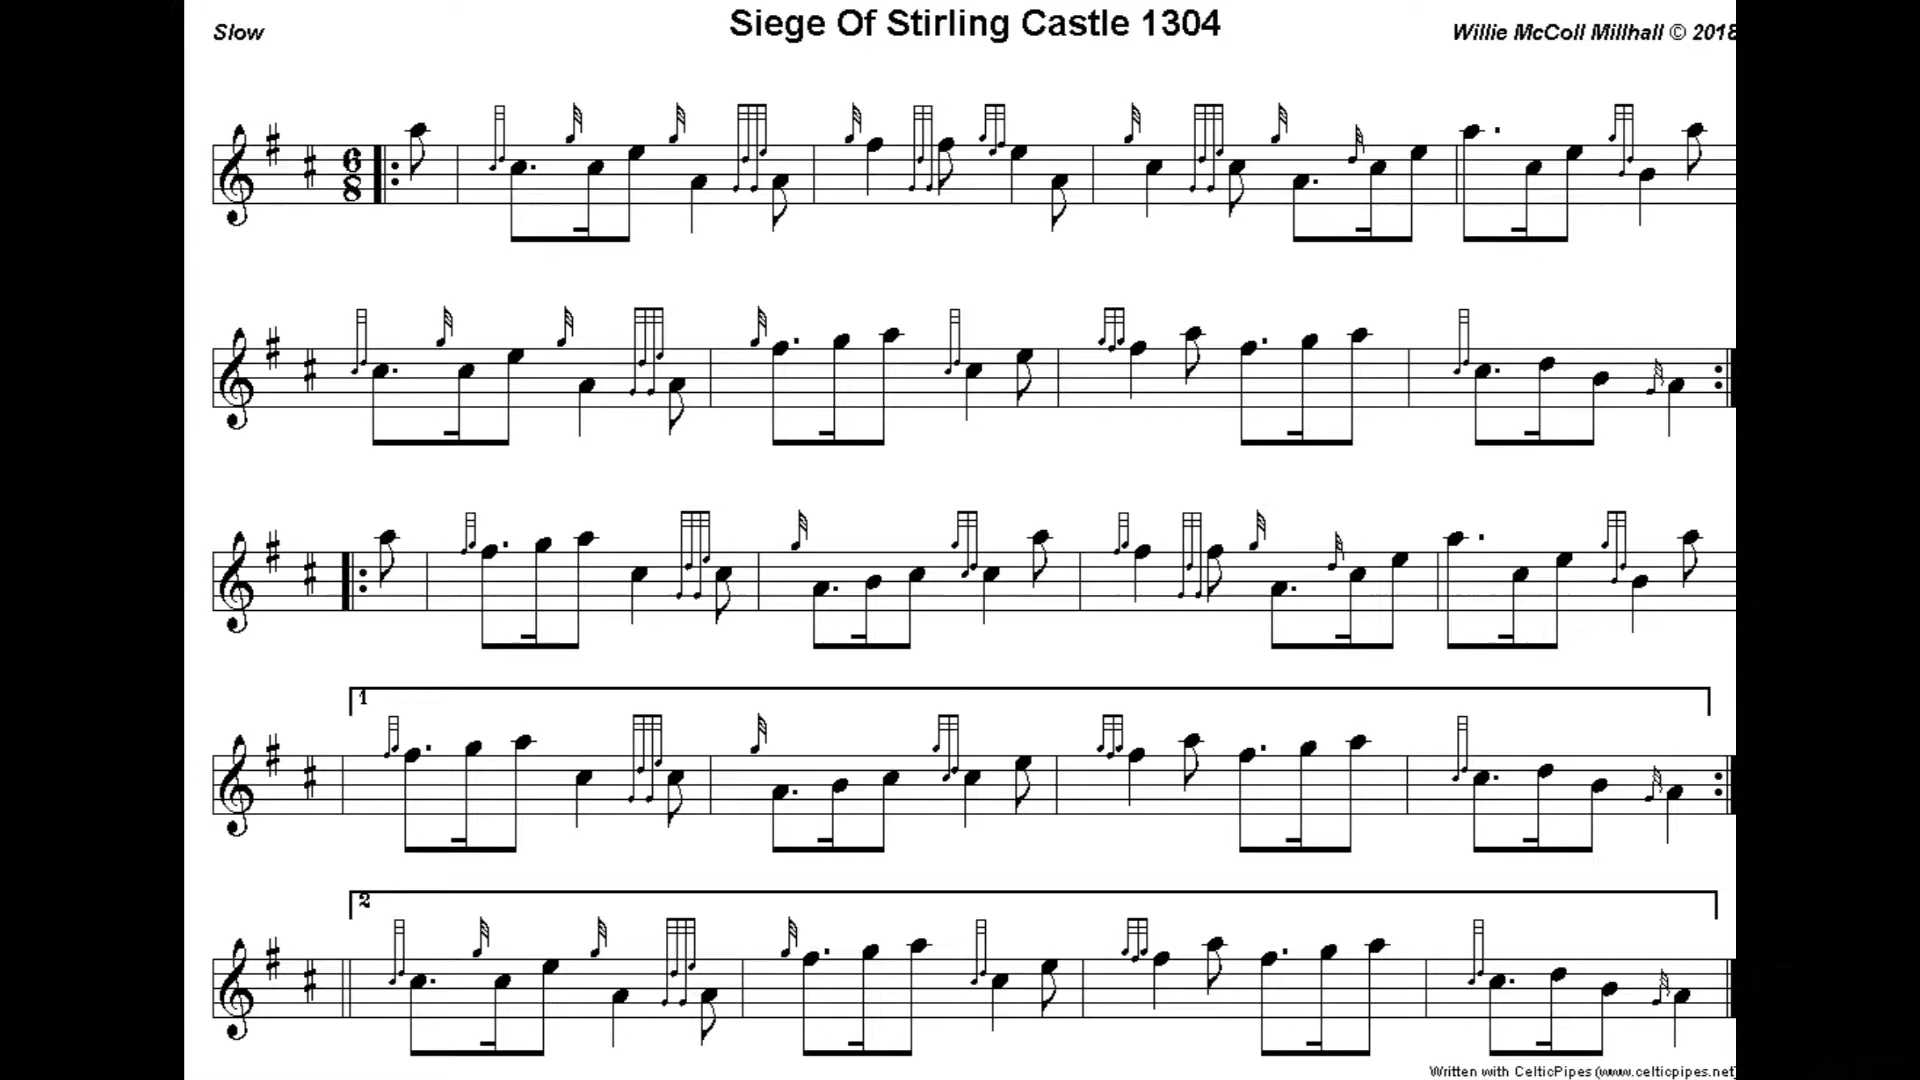 Siege Of Stirling Castle 1304
Slow
Willie McColl Millhall © 2018
6
8
1
2
Written with CelticPipes (www.celticpipes.net)